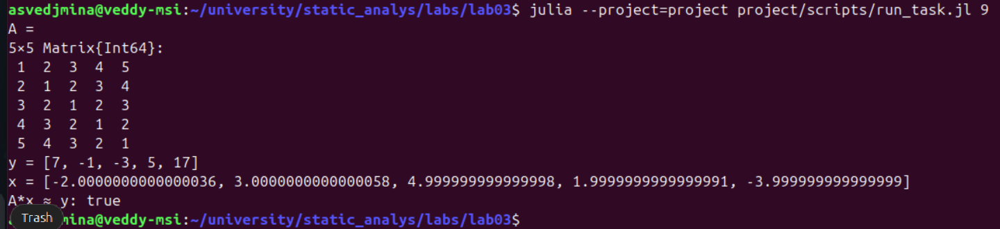 asvedjmina@veddy-msi:~/university/static_analys/labs/lab03$ julia --project=project project/scripts/run_task.jl 9
A =
5×5 Matrix{Int64}:
1 2 3 4 5
2 1 2 3 4
3 2 1 2 3
4 3 2 1 2
5 4 3 2 1
y = [7, -1, -3, 5, 17]
x = [-2.0000000000000036, 3.0000000000000058, 4.999999999999998, 1.9999999999999991, -3.999999999999999]
A*x ≈ y: true
Trash
mina@veddy-msi:~/university/static_analys/labs/lab03$